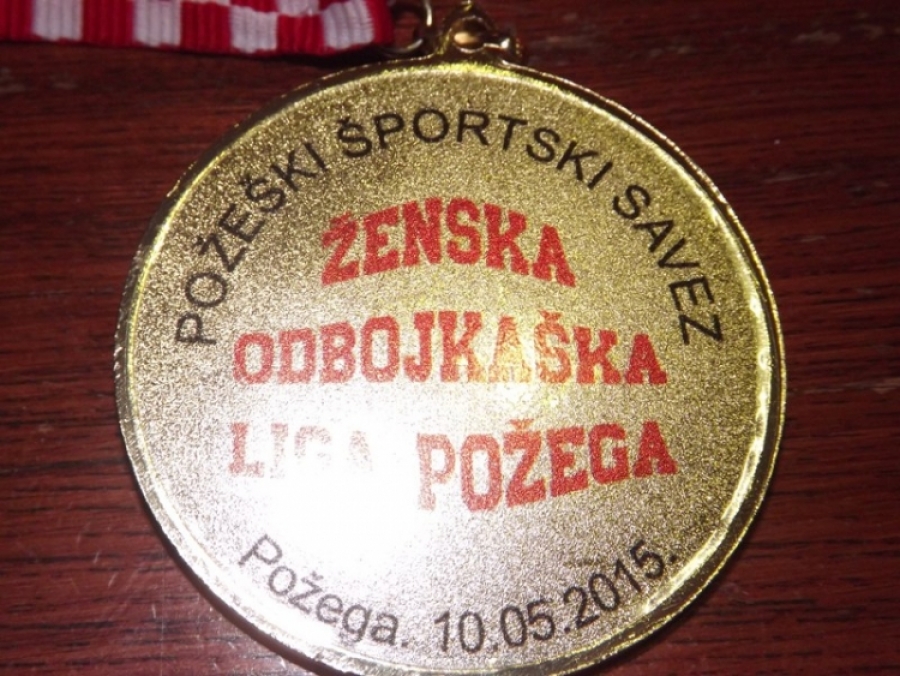 POŽEŠKI ŠPORTSKI SAVEZ
ŽENSKA
ODBOJKAŠKA
LIGA POŽEGA
Požega. 10.05.2015.